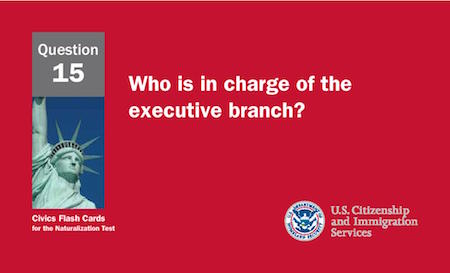 Question
15
Who is in charge of the
executive branch?
Civics Flash Cards
for the Naturalization Test
U.S. Citizenship
and Immigration
Services